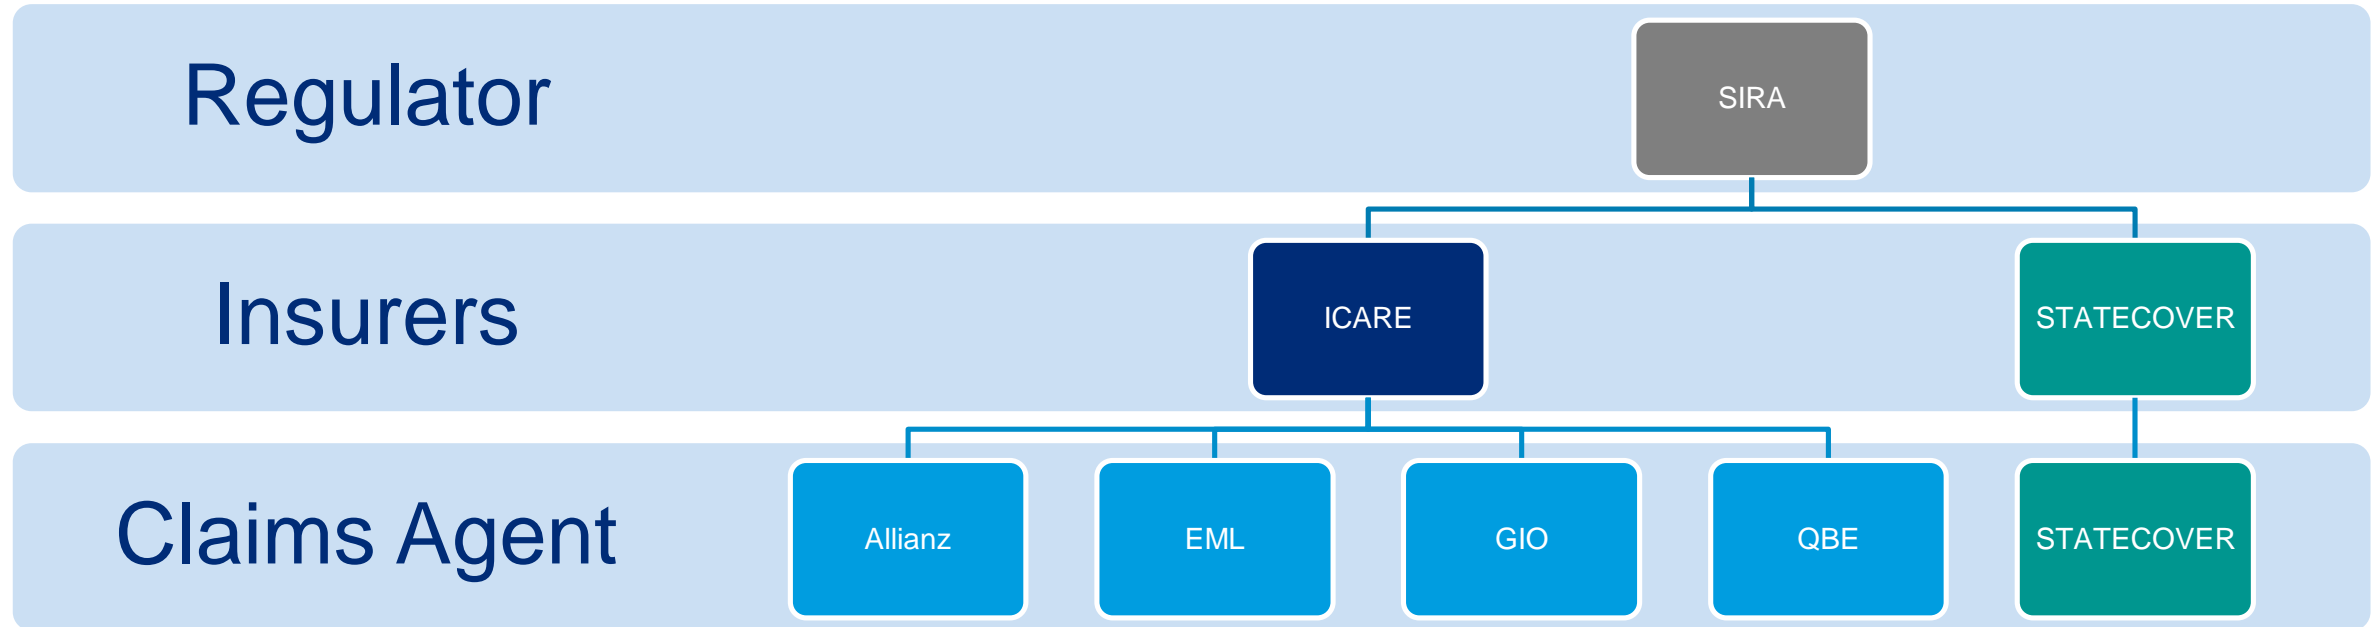 Regulator
SIRA
Insurers
ICARE
STATECOVER
Claims Agent
Allianz
EML
GIO
QBE
STATECOVER